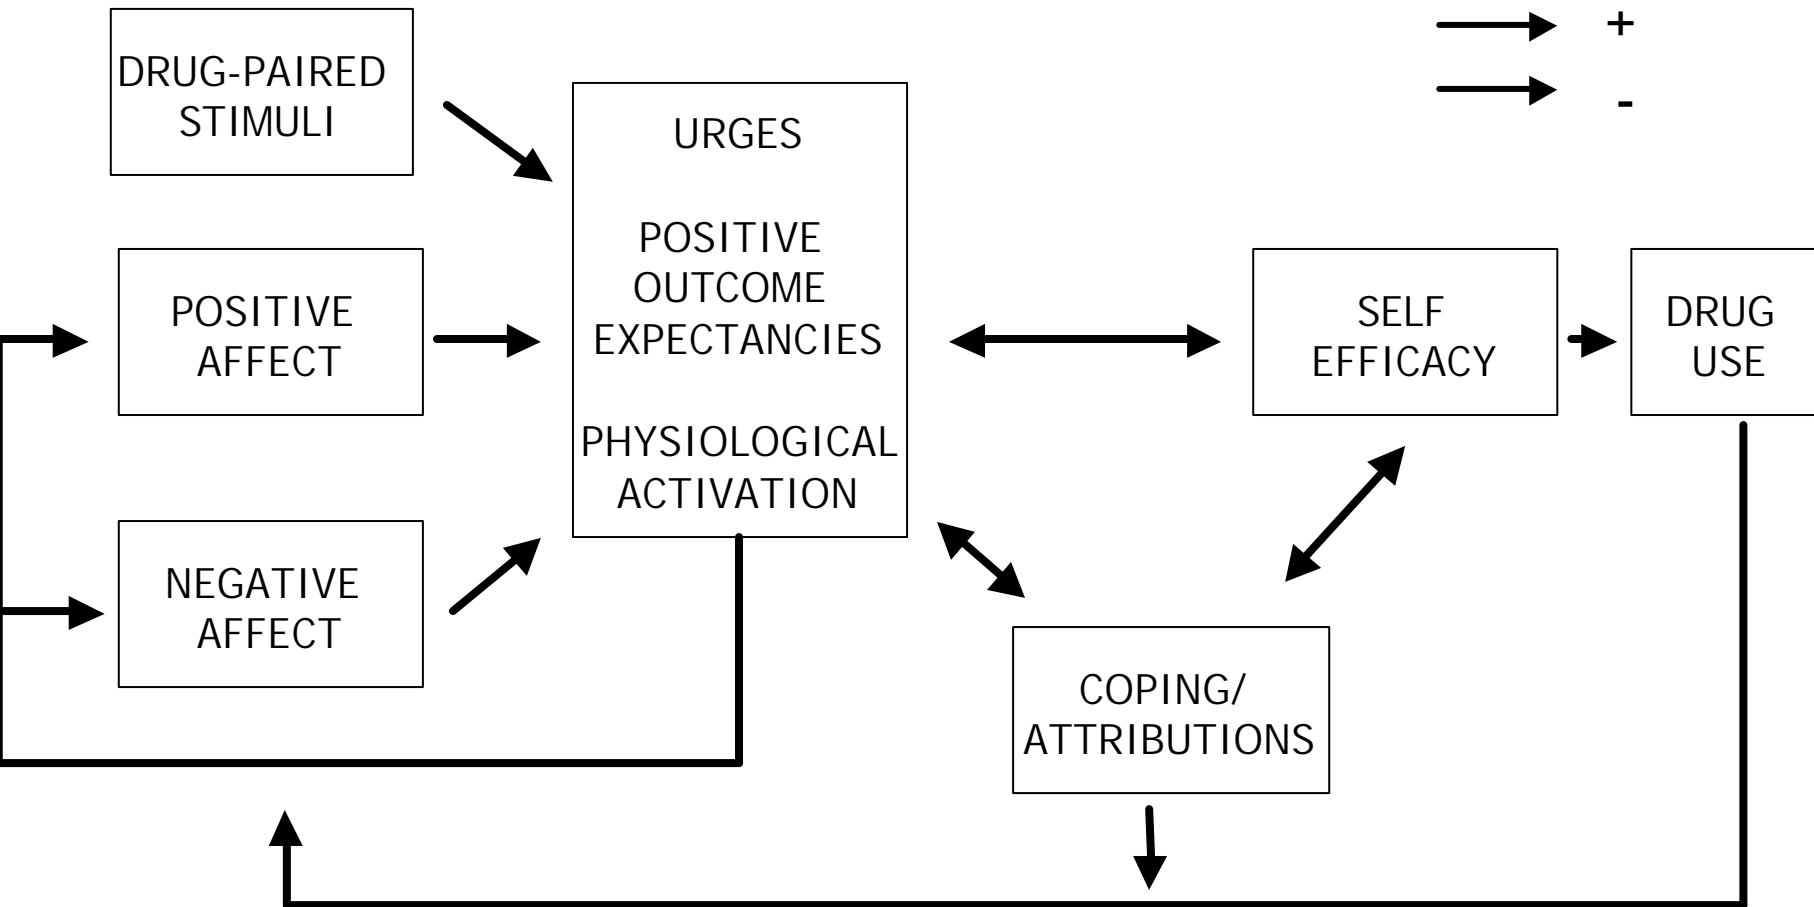 DRUG-PAIRED
STIMULI
+
-
URGES
POSITIVE
OUTCOME
EXPECTANCIES
PHYSIOLOGICAL
ACTIVATION
POSITIVE
AFFECT
SELF
EFFICACY
DRUG
USE
NEGATIVE
AFFECT
COPING/
ATTRIBUTIONS